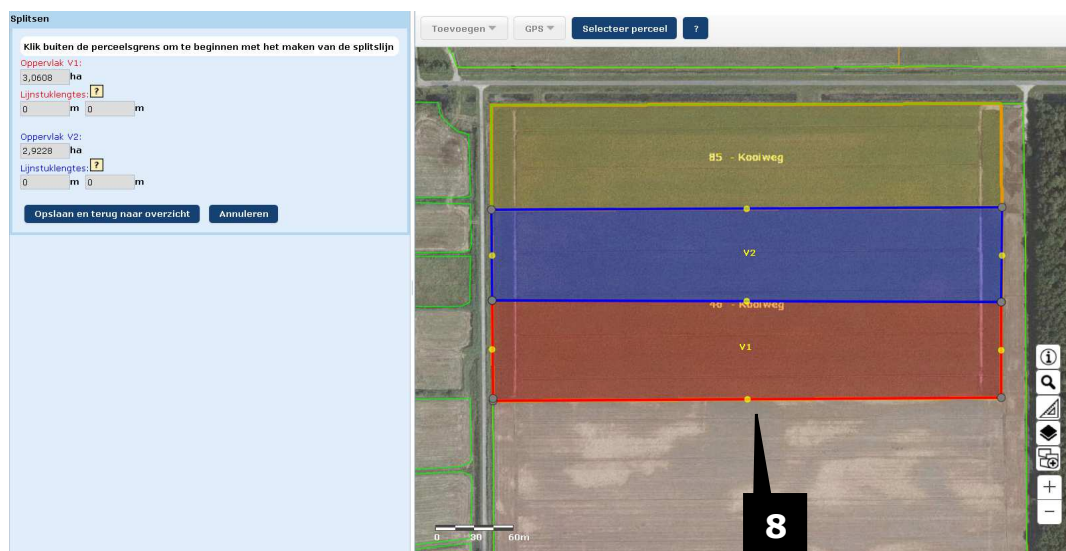 Splitsen
Klik buiten de perceelsgrens om te beginnen met het maken van de splitslijn
Oppervlak V1:
3,0608 ha
Lijnstuklengtes: ?
0 m 0 m
Oppervlak V2:
2,9228 ha
Lijnstuklengtes: ?
0 m 0 m
Opslaan en terug naar overzicht Annuleren
Toevoegen GPS Selecteer perceel ?
85 - Kooiweg
V2
46 - Kooiweg
V1
8
0 30 60m